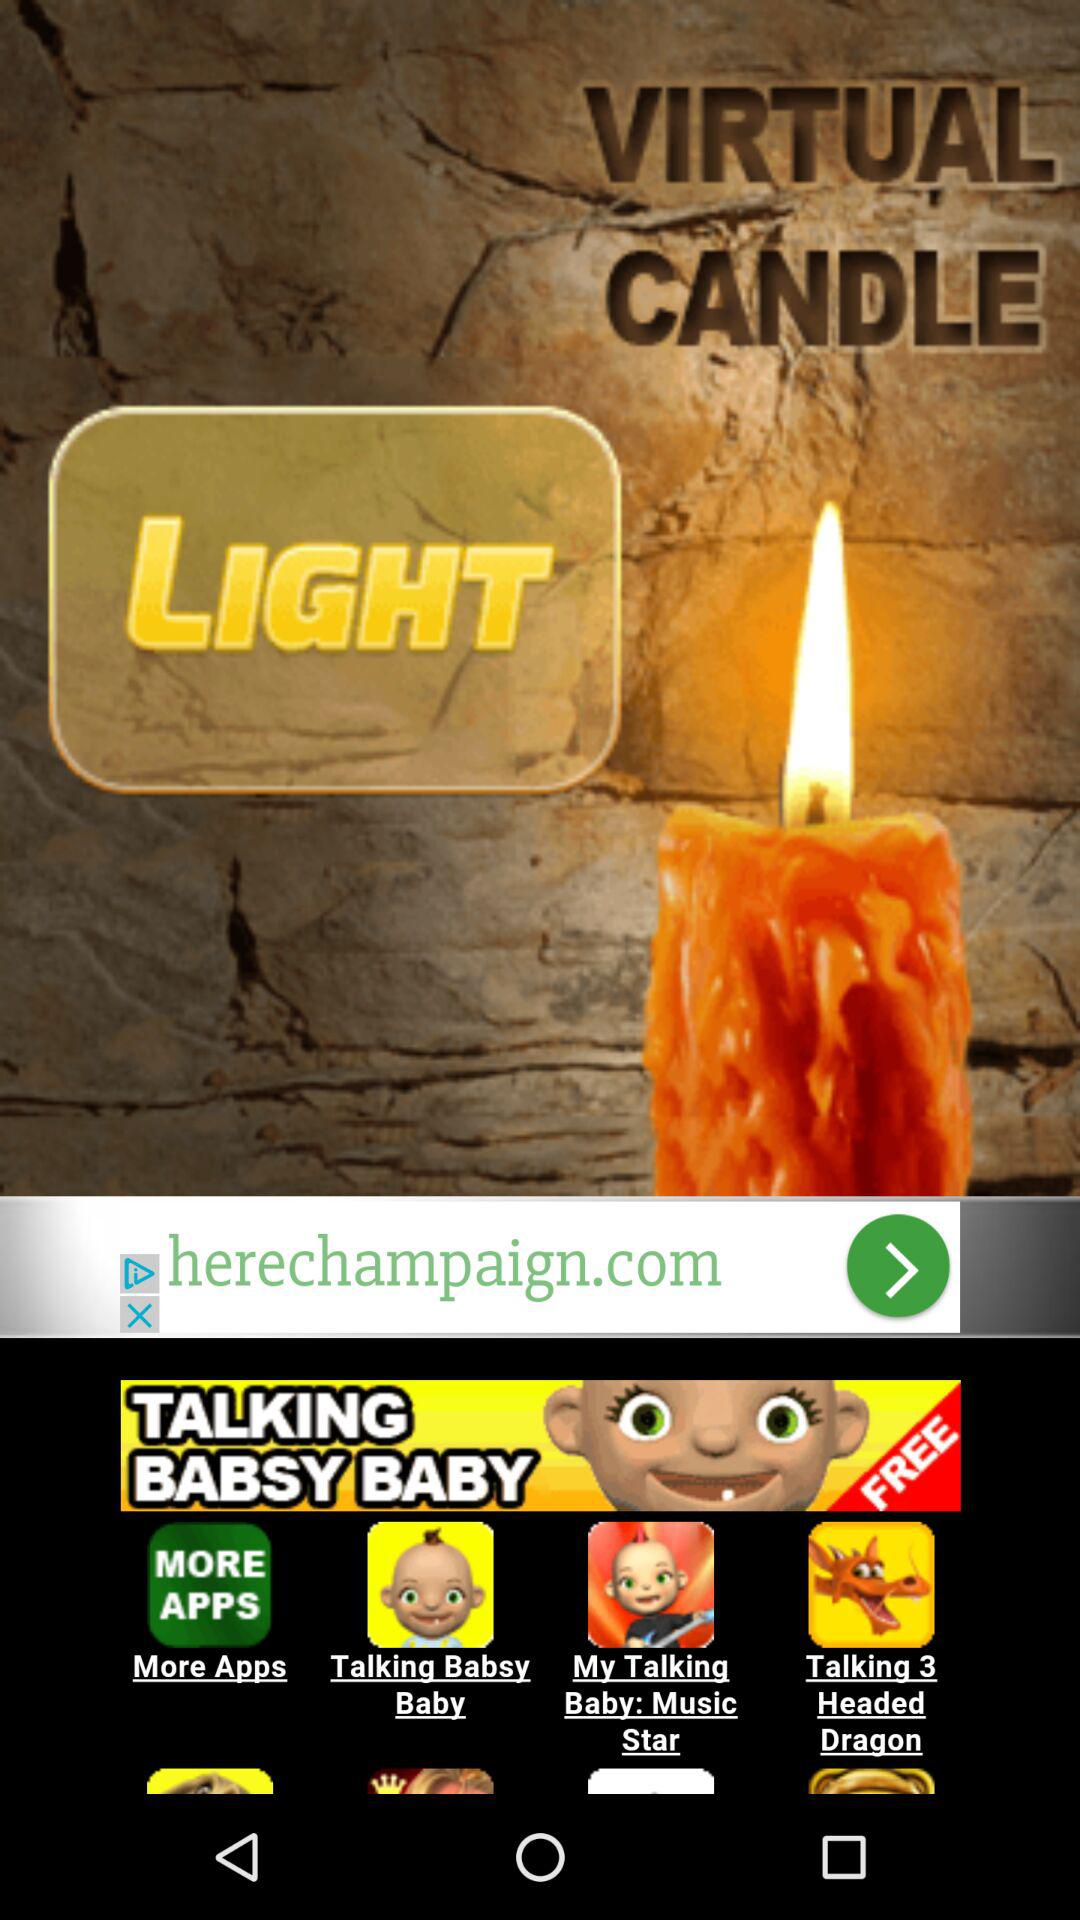 VIRTUAL
CANDLE
LIGHT
herechampaign.com
TALKING
BABSY BABY
FREE
MORE
APPS
More Apps
Talking Babsy
Baby
My Talking
Baby: Music
Star
Talking 3
Headed
Dragon